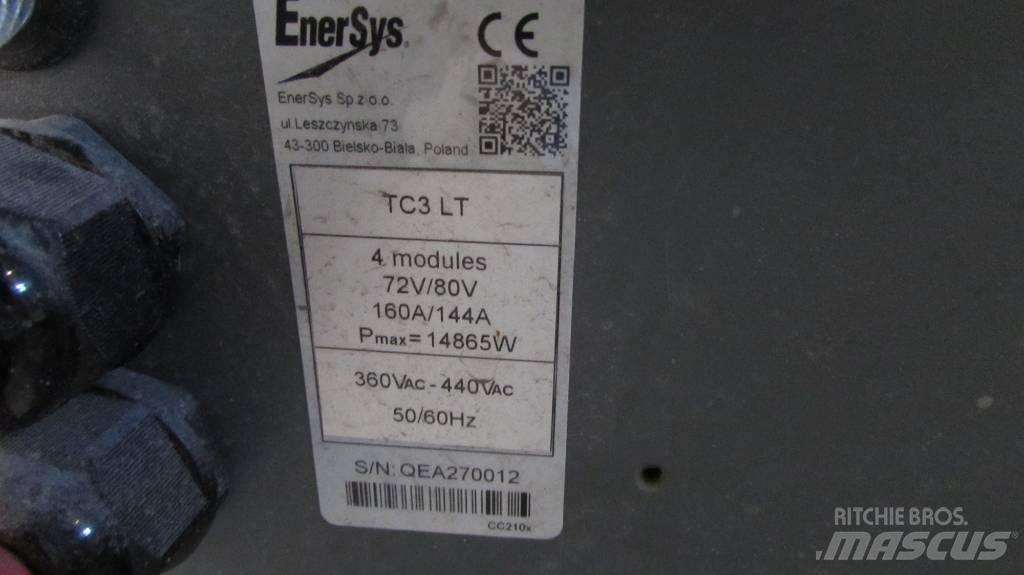 EnerSys®
CE
EnerSys Sp z o.o.
ul Leszczynska 73
43-300 Bielsko-Biala, Poland
TC3 LT
4 modules
72V/80V
160A/144A
Pmax=14865W
360VAC-440VAC
50/60Hz
S/N: QEA270012
CC210x
RITCHIE BROS.
MASCUS